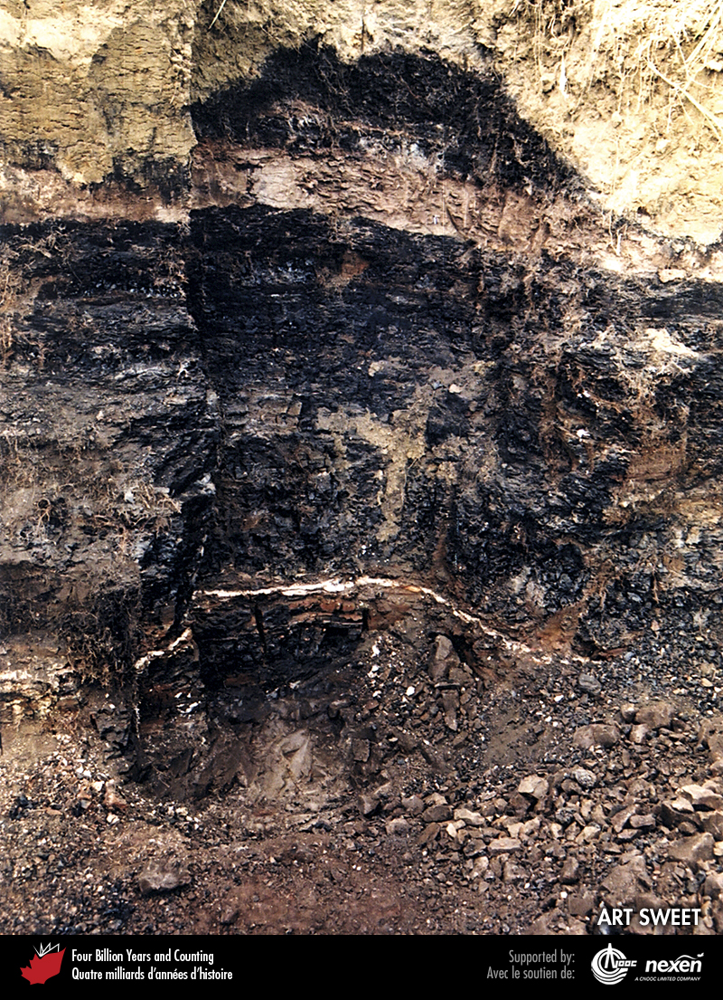 ART SWEET
Four Billion Years and Counting
Quatre milliards d'années d'histoire
Supported by:
Avec le soutien de:
CNOOC
nexen
A CNOOC LIMITED COMPANY